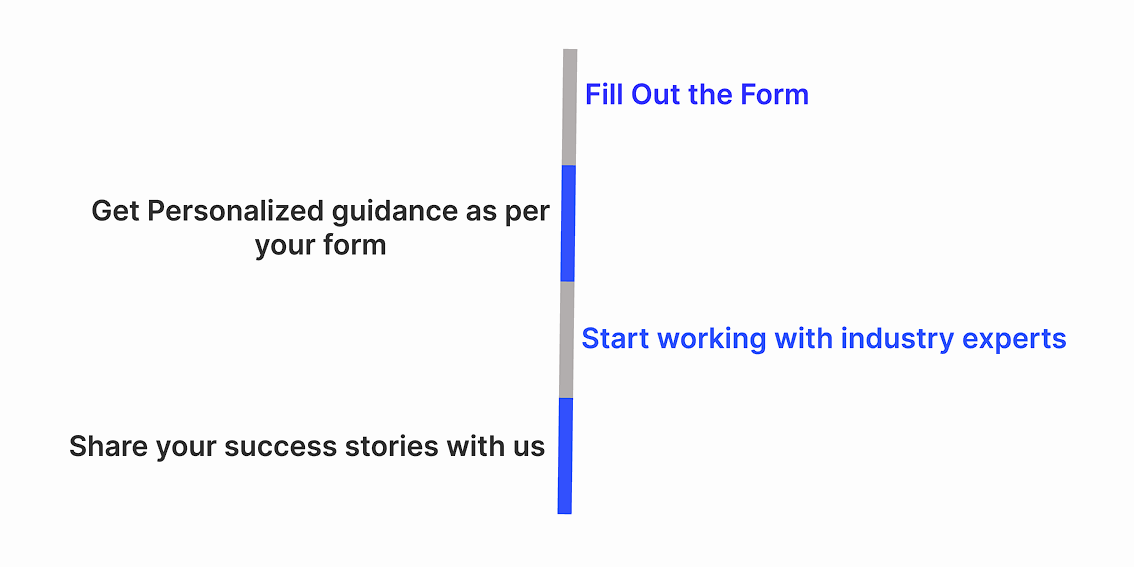 Fill Out the Form
Get Personalized guidance as per
your form
Start working with industry experts
Share your success stories with us